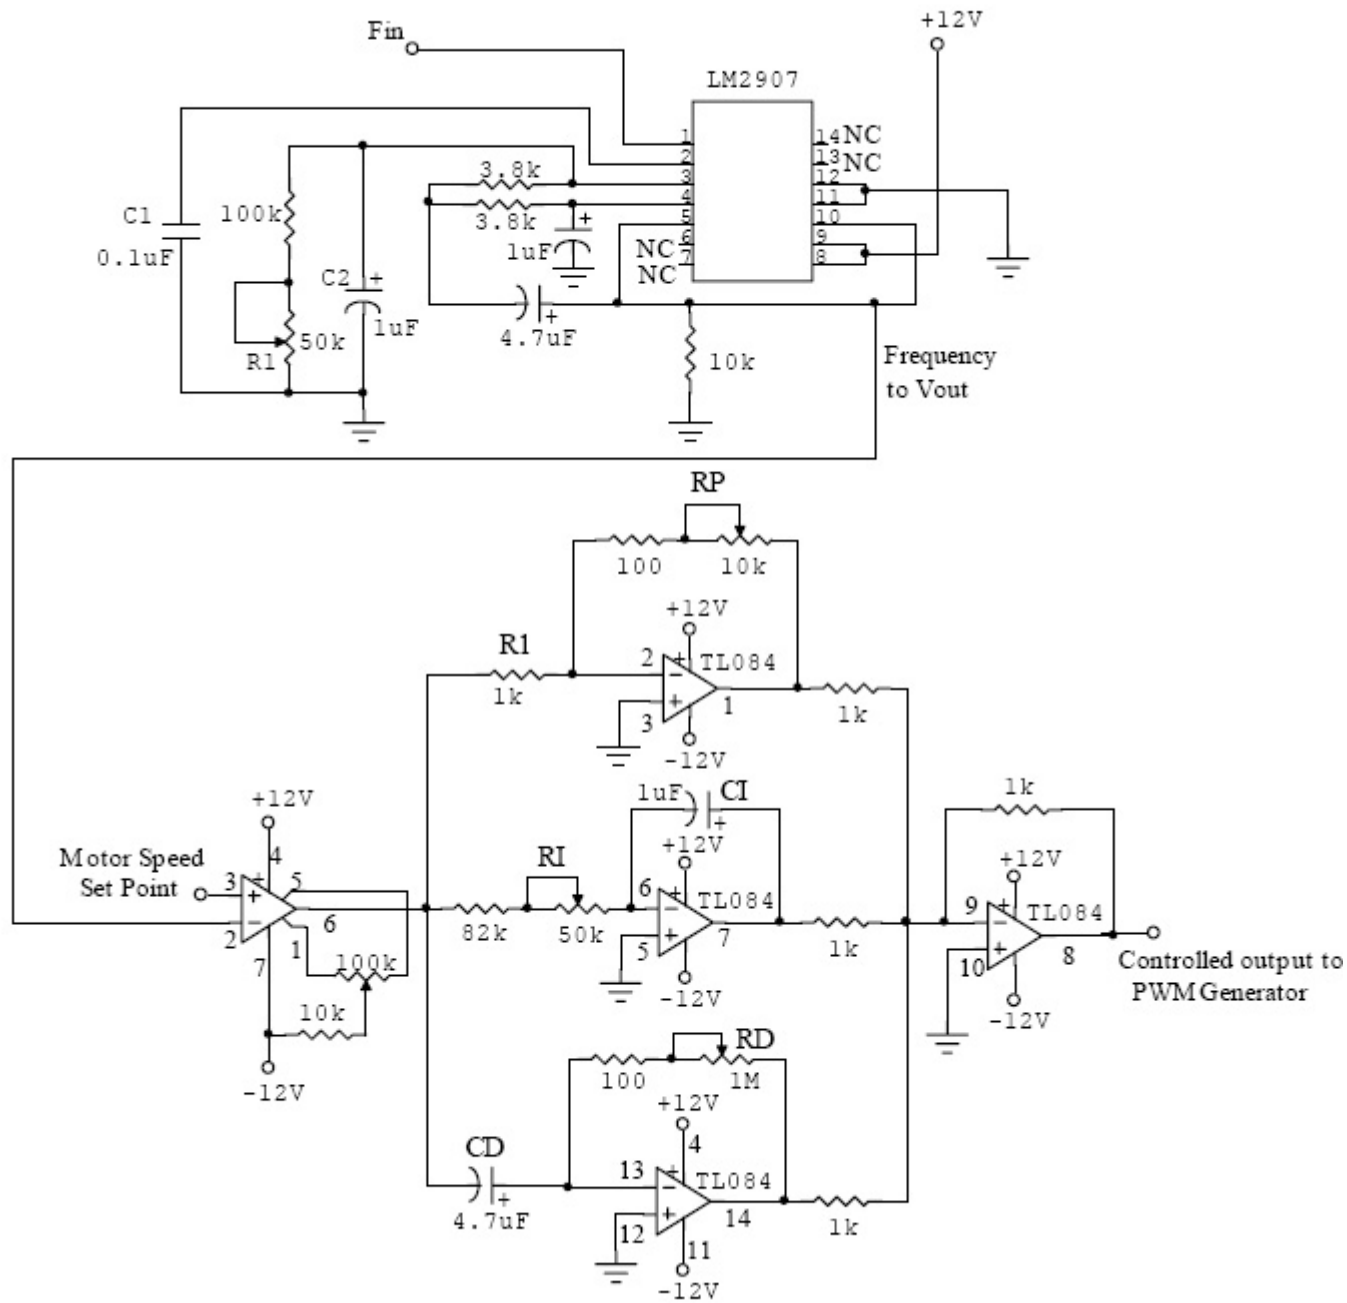 Fin
+12V
LM2907
1
2
3
4
5
6
7
14 NC
13 NC
12
11
10
9
8
NC
NC
3.8k
3.8k
+
1uF
C1
0.1uF
100k
C2
+
1uF
R1
50k
4.7uF
+
10k
Frequency
to Vout
RP
100
10k
+12V
R1
1k
2
3
-
+
+
TL084
1
-12V
1k
1uF
CI
+
+12V
RI
82k
50k
6
5
-
+
+
TL084
7
-12V
1k
+12V
4
Motor Speed
Set Point
3
2
+
-
+
5
6
1
7
100k
10k
-12V
RD
100
1M
+12V
4
CD
+
4.7uF
13
12
-
+
+
TL084
14
11
-12V
1k
1k
+12V
9
10
-
+
+
TL084
8
-12V
Controlled output to
PWM Generator